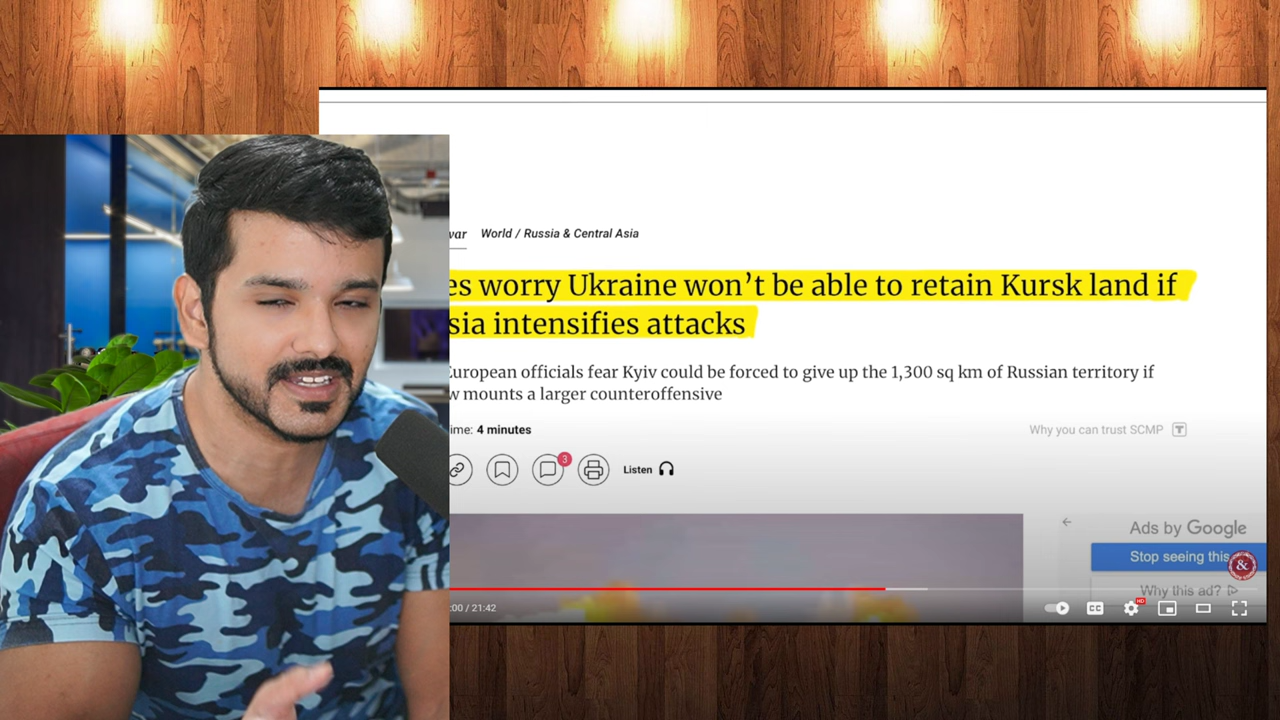 var World / Russia & Central Asia
es worry Ukraine won’t be able to retain Kursk land if
sia intensifies attacks
European officials fear Kyiv could be forced to give up the 1,300 sq km of Russian territory if
w mounts a larger counteroffensive
ime: 4 minutes
Why you can trust SCMP
3
Listen
Ads by Google
Stop seeing this
&
Why this ad?
:00 / 21:42
CC
HD